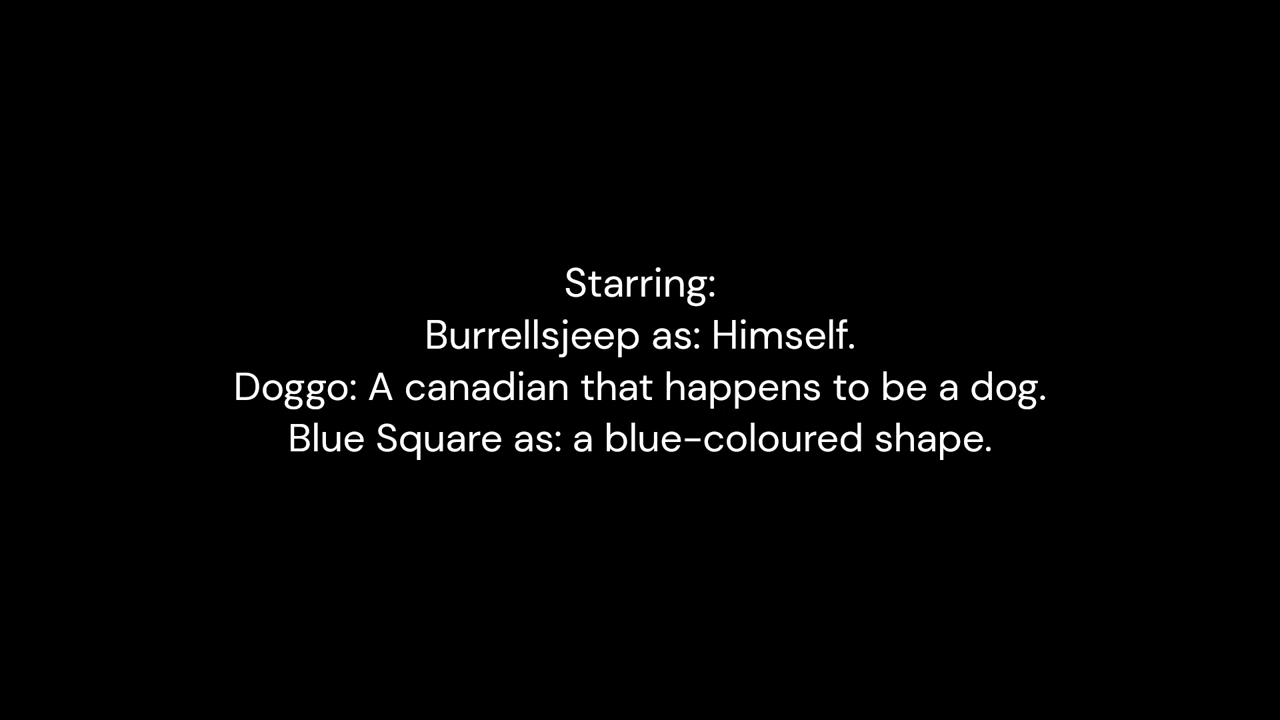 Starring:
Burrellsjeep as: Himself.
Doggo: A canadian that happens to be a dog.
Blue Square as: a blue-coloured shape.